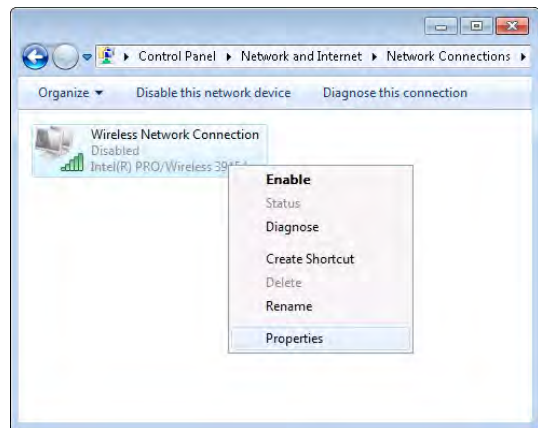 Control Panel ▸ Network and Internet ▸ Network Connections ▸
Organize ▾ Disable this network device Diagnose this connection
Wireless Network Connection
Disabled
Intel(R) PRO/Wireless
Enable
Status
Diagnose
Create Shortcut
Delete
Rename
Properties